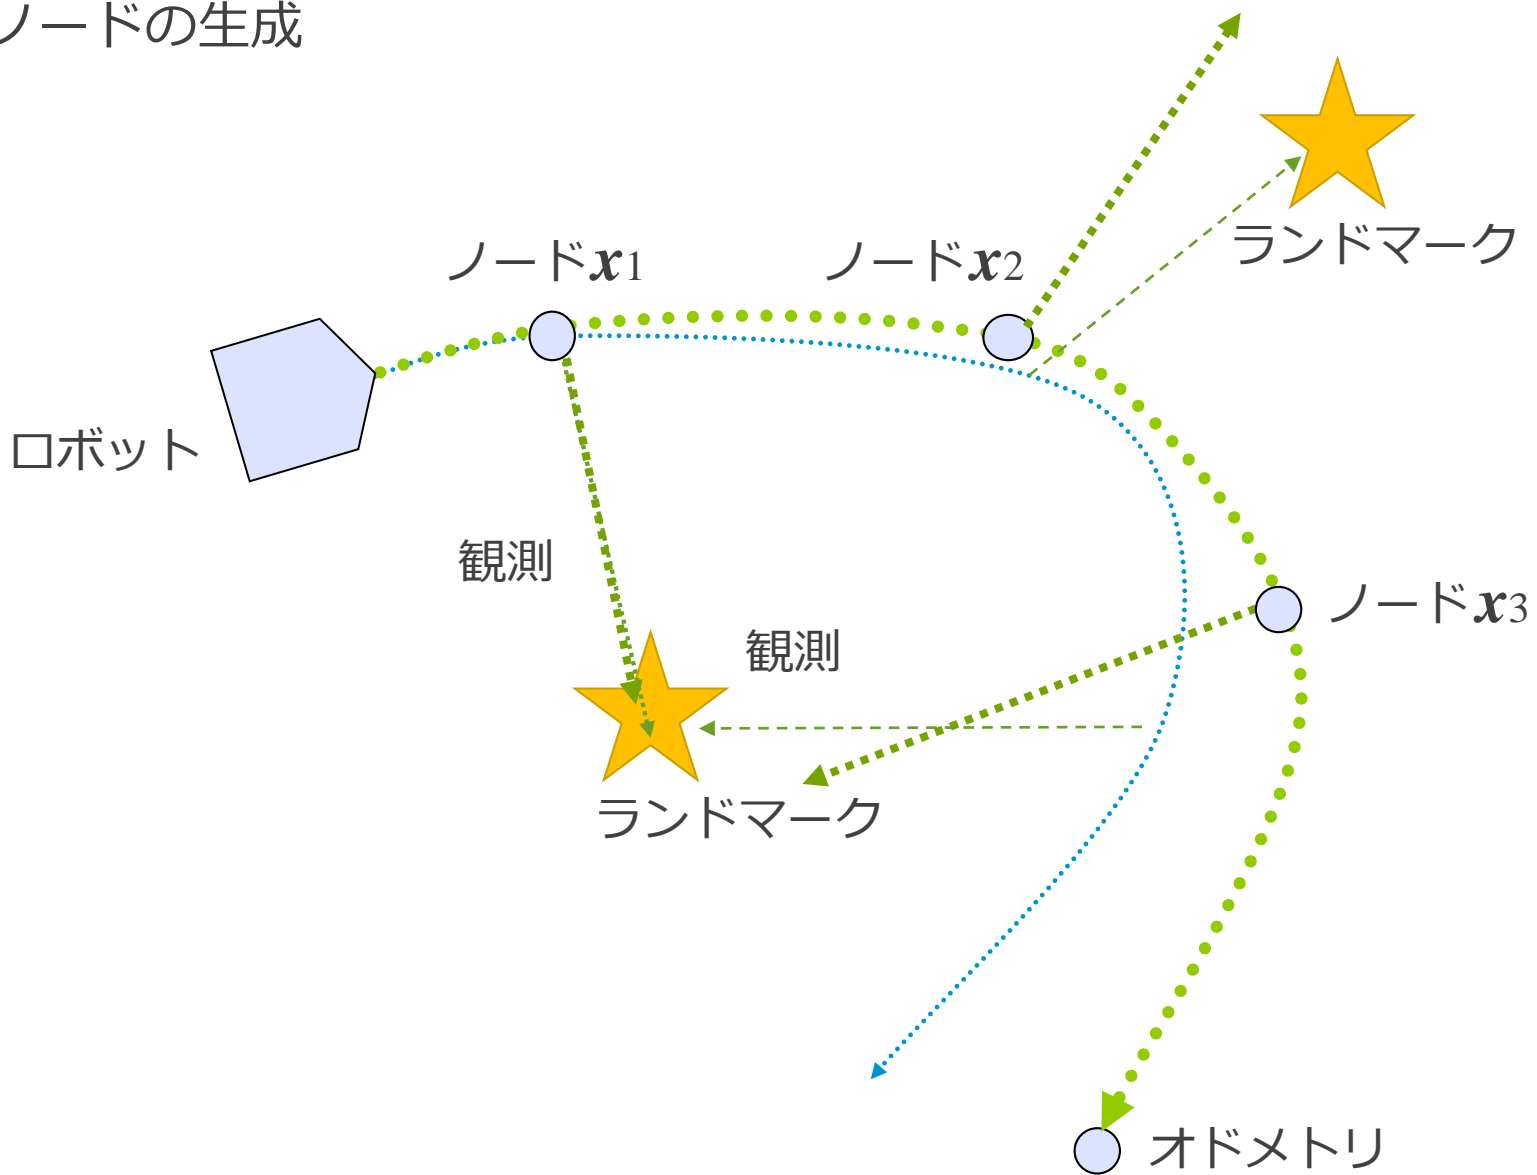 ノードの生成
ランドマーク
ノードx1
ノードx2
ロボット
観測
ノードx3
観測
ランドマーク
オドメトリ